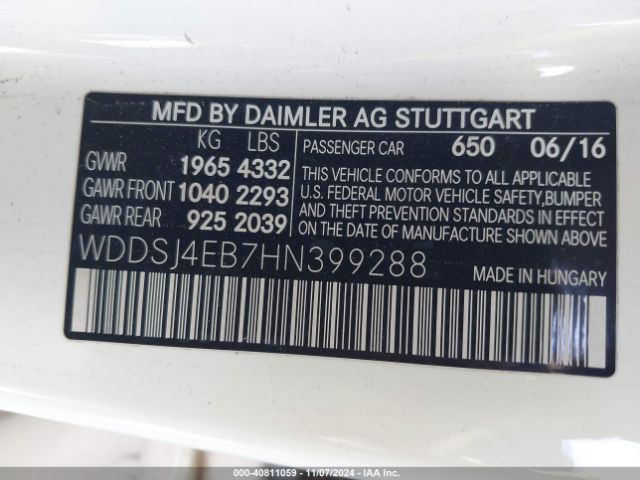 MFD BY DAIMLER AG STUTTGART
KG LBS
GVWR 1965 4332
GAWR FRONT 1040 2293
GAWR REAR 925 2039
PASSENGER CAR 650 06/16
THIS VEHICLE CONFORMS TO ALL APPLICABLE
U.S. FEDERAL MOTOR VEHICLE SAFETY,BUMPER
AND THEFT PREVENTION STANDARDS IN EFFECT
ON THE DATE OF MANUFACTURE SHOWN ABOVE.
WDDSJ4EB7HN399288
MADE IN HUNGARY
000-40811059 - 11/07/2024 - IAA, Inc.